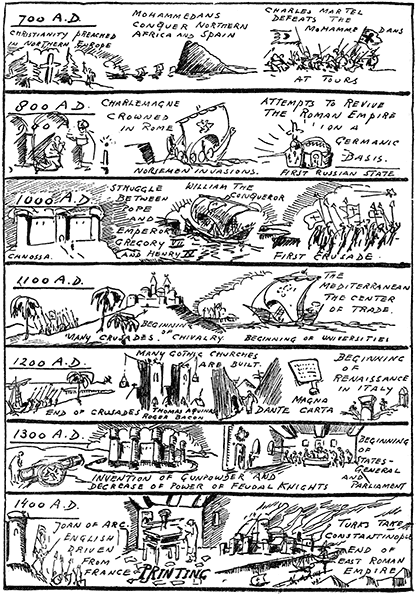 700 A.D.
CHRISTIANITY PREACHED
IN NORTHERN EUROPE
MOHAMMEDANS
CONQUER NORTHERN
AFRICA AND SPAIN
CHARLES MARTEL
DEFEATS THE
MOHAMMEDANS
AT TOURS
800 A.D.
CHARLEMAGNE
CROWNED
IN ROME
NORSEMEN INVASIONS.
ATTEMPTS TO REVIVE
THE ROMAN EMPIRE
ON A
GERMANIC
BASIS.
FIRST RUSSIAN STATE
1000 A.D.
CANOSSA.
STRUGGLE
BETWEEN
POPE
AND
EMPEROR
GREGORY VII
AND HENRY IV
WILLIAM THE
CONQUEROR
FIRST CRUSADE.
1100 A.D.
MANY CRUSADES.
BEGINNING
OF CHIVALRY
THE
MEDITERRANEAN
THE CENTER
OF TRADE.
BEGINNING OF UNIVERSITIES
1200 A.D.
END OF CRUSADES
MANY GOTHIC CHURCHES
ARE BUILT.
THOMAS AQUINAS
ROGER BACON
DANTE
MAGNA
CARTA
BEGINNING
OF
RENAISSANCE
IN ITALY
1300 A.D.
INVENTION OF GUNPOWDER AND
DECREASE OF POWER OF FEUDAL KNIGHTS
BEGINNING
OF
STATES-
GENERAL
AND
PARLIAMENT
1400 A.D.
JOAN OF ARC
ENGLISH
DRIVEN
FROM
FRANCE
PRINTING
TURKS TAKE
CONSTANTINOPLE
END OF
EAST ROMAN
EMPIRE